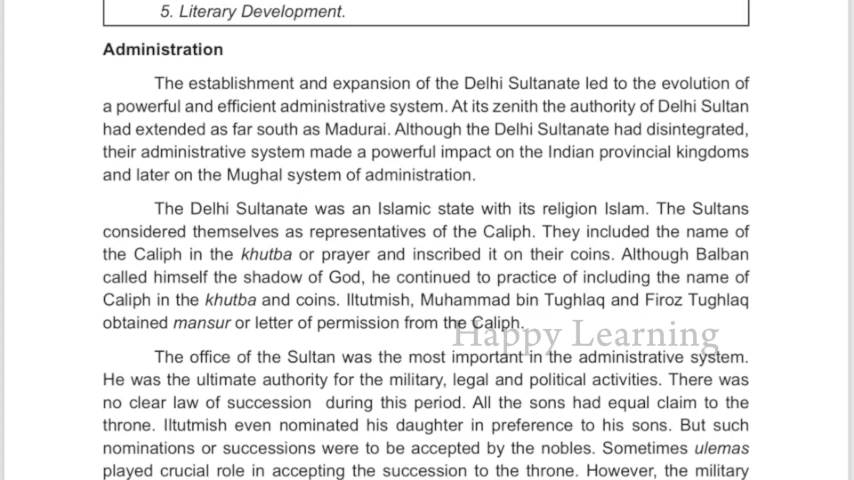 5. Literary Development.
Administration
The establishment and expansion of the Delhi Sultanate led to the evolution of
a powerful and efficient administrative system. At its zenith the authority of Delhi Sultan
had extended as far south as Madurai. Although the Delhi Sultanate had disintegrated,
their administrative system made a powerful impact on the Indian provincial kingdoms
and later on the Mughal system of administration.
The Delhi Sultanate was an Islamic state with its religion Islam. The Sultans
considered themselves as representatives of the Caliph. They included the name of
the Caliph in the khutba or prayer and inscribed it on their coins. Although Balban
called himself the shadow of God, he continued to practice of including the name of
Caliph in the khutba and coins. Iltutmish, Muhammad bin Tughlaq and Firoz Tughlaq
obtained mansur or letter of permission from the Caliph.
Happy Learning
The office of the Sultan was the most important in the administrative system.
He was the ultimate authority for the military, legal and political activities. There was
no clear law of succession during this period. All the sons had equal claim to the
throne. Iltutmish even nominated his daughter in preference to his sons. But such
nominations or successions were to be accepted by the nobles. Sometimes ulemas
played crucial role in accepting the succession to the throne. However, the military